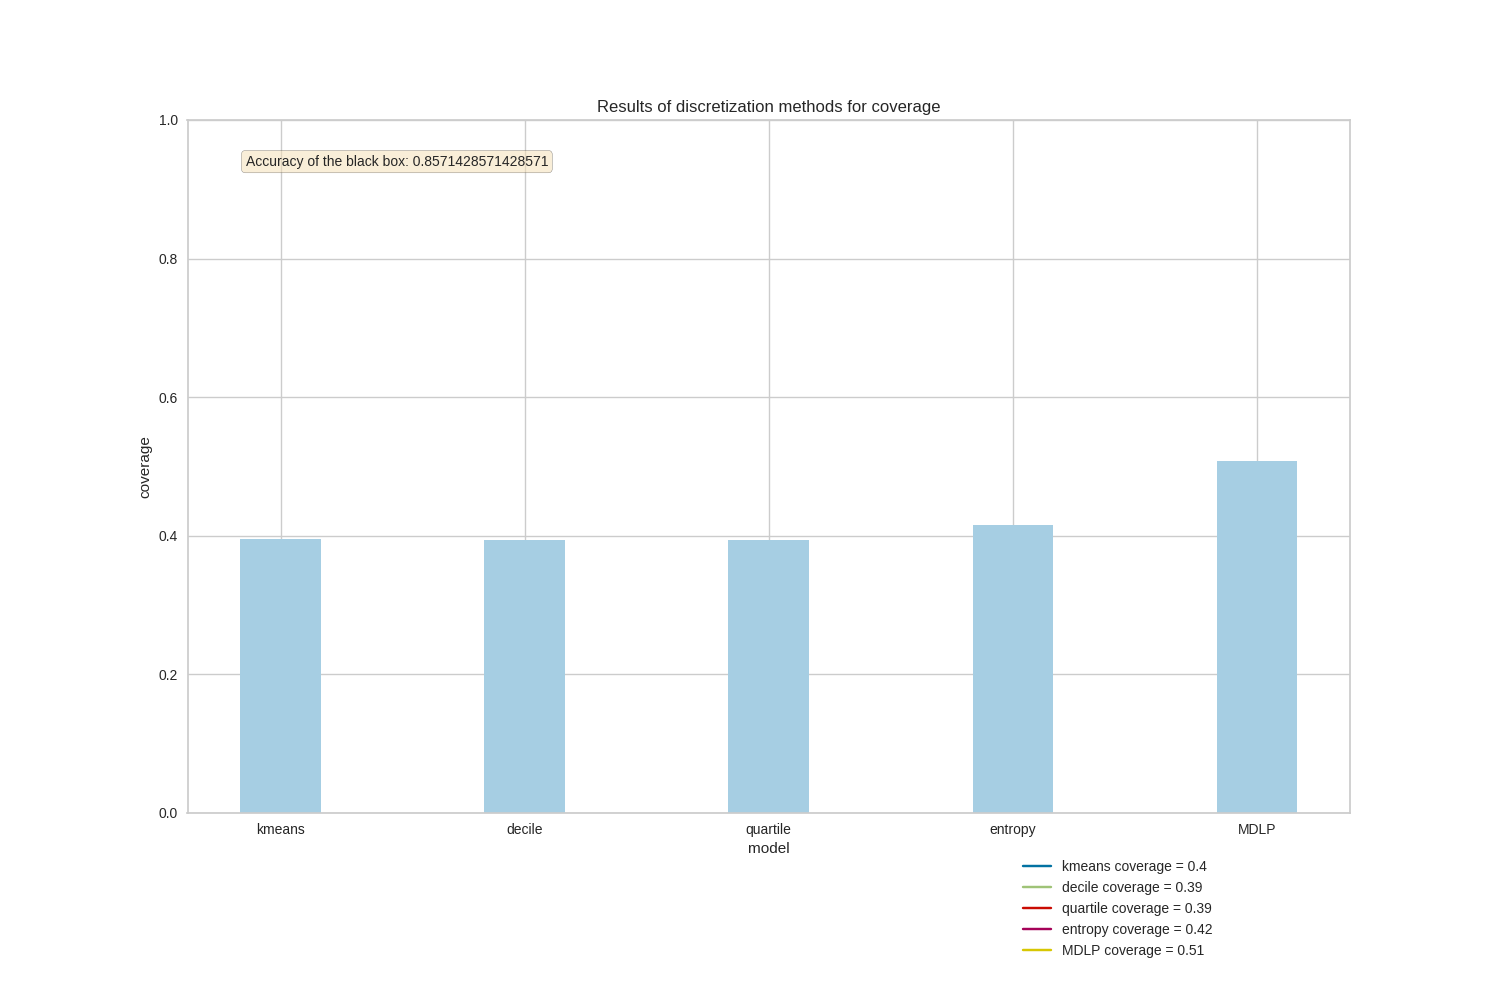 Results of discretization methods for coverage
1.0
Accuracy of the black box: 0.8571428571428571
0.8
0.6
coverage
0.4
0.2
0.0
kmeans decile quartile entropy MDLP
model
kmeans coverage = 0.4
decile coverage = 0.39
quartile coverage = 0.39
entropy coverage = 0.42
MDLP coverage = 0.51